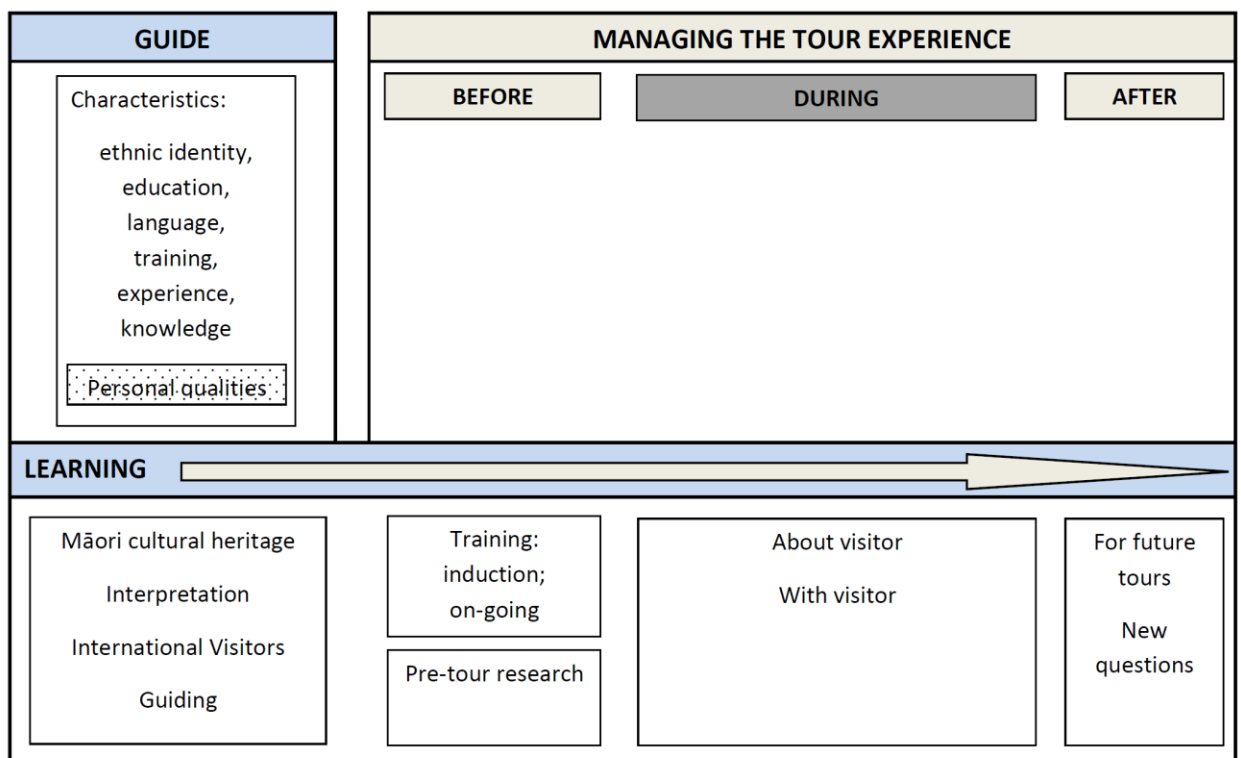 GUIDE
Characteristics:
ethnic identity,
education,
language,
training,
experience,
knowledge
Personal qualities
MANAGING THE TOUR EXPERIENCE
BEFORE
DURING
AFTER
LEARNING
Māori cultural heritage
Interpretation
International Visitors
Guiding
Training:
induction;
on-going
Pre-tour research
About visitor
With visitor
For future
tours
New
questions